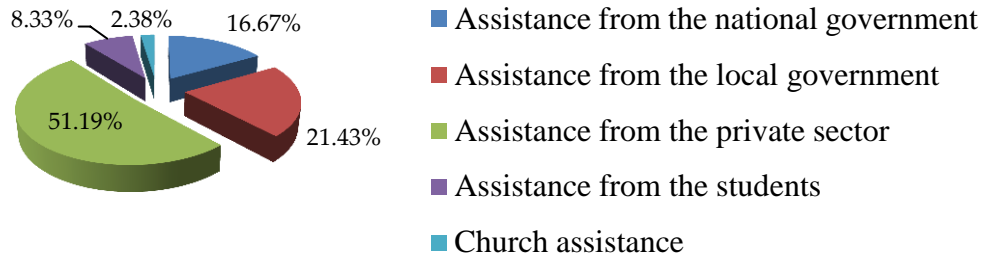 8.33%
2.38%
16.67%
51.19%
21.43%
Assistance from the national government
Assistance from the local government
Assistance from the private sector
Assistance from the students
Church assistance